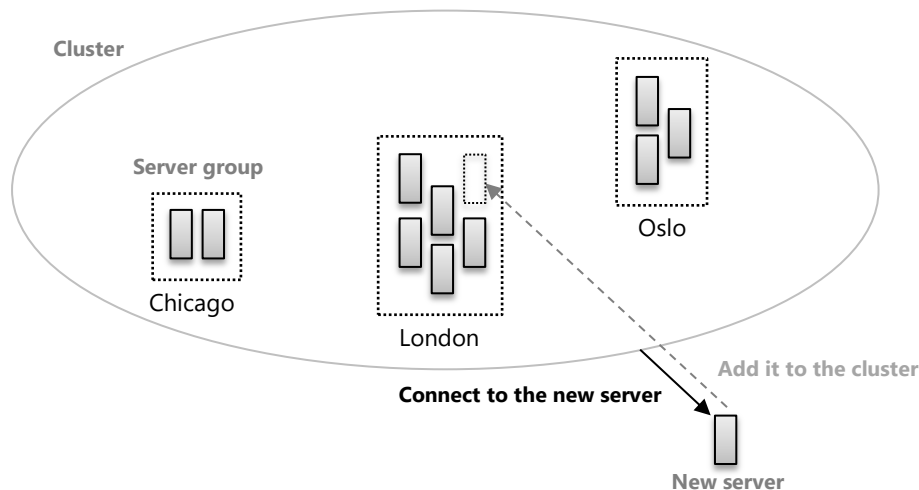 Cluster
Server group
Oslo
Chicago
London
Add it to the cluster
Connect to the new server
New server